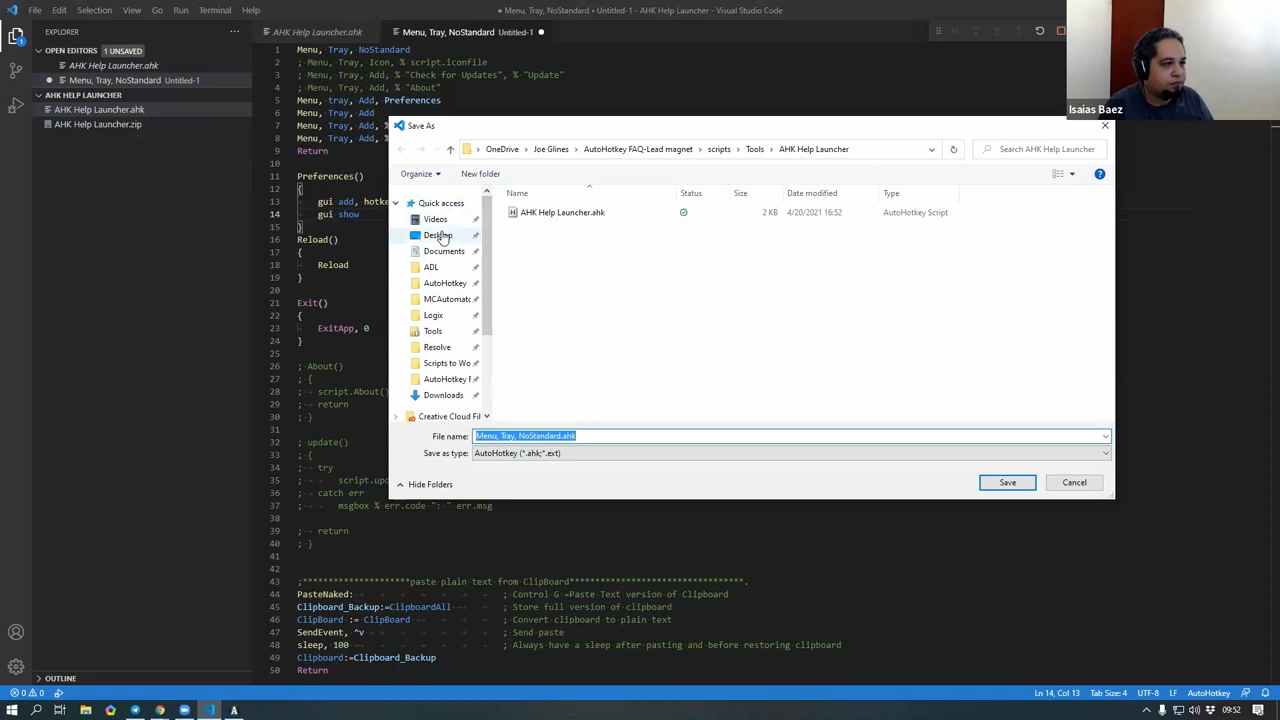 File Edit Selection View Go Run Terminal Help
● Menu, Tray, NoStandard • Untitled-1 - AHK Help Launcher - Visual Studio Code
EXPLORER
OPEN EDITORS 1 UNSAVED
AHK Help Launcher.ahk
Menu, Tray, NoStandard Untitled-1
AHK HELP LAUNCHER
AHK Help Launcher.ahk
AHK Help Launcher.zip
OUTLINE
AHK Help Launcher.ahk
Menu, Tray, NoStandard Untitled-1
1 Menu, Tray, NoStandard
2 ; Menu, Tray, Icon, % script.iconfile
3 ; Menu, Tray, Add, % "Check for Updates", % "Update"
4 ; Menu, Tray, Add, % "About"
5 Menu, tray, Add, Preferences
6 Menu, Tray, Add
7 Menu, Tray, Add, %
8 Menu, Tray, Add, %
9 Return
10
11 Preferences()
12 {
13 gui add, hotke
14 gui show
15 }
16 Reload()
17 {
18 Reload
19 }
20
21 Exit()
22 {
23 ExitApp, 0
24 }
25
26 ; About()
27 ; {
28 ; script.About()
29 ; return
30 ; }
31
32 ; update()
33 ; {
34 ; try
35 ; script.upd
36 ; catch err
37 ; msgbox % err.code ": " err.msg
38
39 ; return
40 ; }
41
42
43 ;********************paste plain text from ClipBoard********************************.
44 PasteNaked: ; Control G =Paste Text version of Clipboard
45 Clipboard_Backup:=ClipboardAll ; Store full version of clipboard
46 ClipBoard := ClipBoard ; Convert clipboard to plain text
47 SendEvent, ^v ; Send paste
48 sleep, 100 ; Always have a sleep after pasting and before restoring clipboard
49 Clipboard:=Clipboard_Backup
50 Return
Isaias Baez
Save As
OneDrive > Joe Glines > AutoHotkey FAQ-Lead magnet > scripts > Tools > AHK Help Launcher
Search AHK Help Launcher
Organize New folder
Quick access
Videos
Desktop
Documents
ADL
AutoHotkey
MCAutomatc
Logix
Tools
Resolve
Scripts to Wo
AutoHotkey F
Downloads
Creative Cloud Fil
Name Status Size Date modified Type
AHK Help Launcher.ahk 2 KB 4/20/2021 16:52 AutoHotkey Script
File name: Menu, Tray, NoStandard.ahk
Save as type: AutoHotkey (*.ahk;*.ext)
Hide Folders
Save Cancel
0 0
Ln 14, Col 13 Tab Size: 4 UTF-8 LF AutoHotkey
09:52